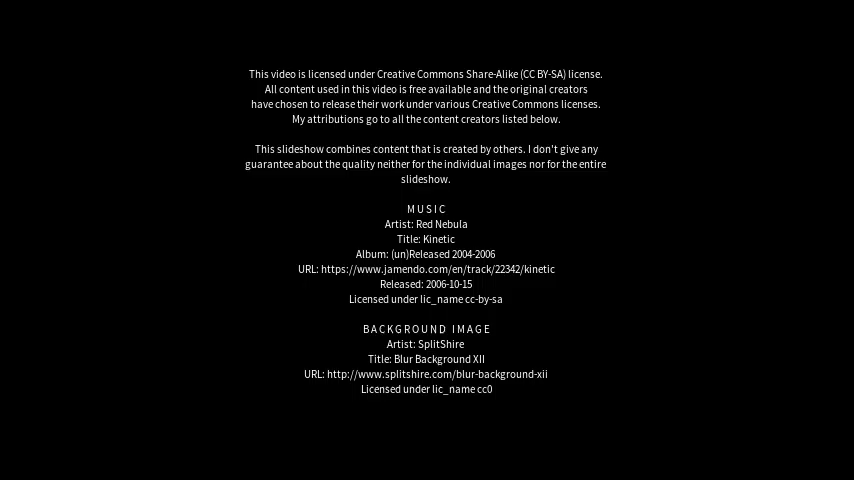 This video is licensed under Creative Commons Share-Alike (CC BY-SA) license.
All content used in this video is free available and the original creators
have chosen to release their work under various Creative Commons licenses.
My attributions go to all the content creators listed below.
This slideshow combines content that is created by others. I don't give any
guarantee about the quality neither for the individual images nor for the entire
slideshow.
MUSIC
Artist: Red Nebula
Title: Kinetic
Album: (un)Released 2004-2006
URL: https://www.jamendo.com/en/track/22342/kinetic
Released: 2006-10-15
Licensed under lic_name cc-by-sa
BACKGROUND IMAGE
Artist: SplitShire
Title: Blur Background XII
URL: http://www.splitshire.com/blur-background-xii
Licensed under lic_name cc0